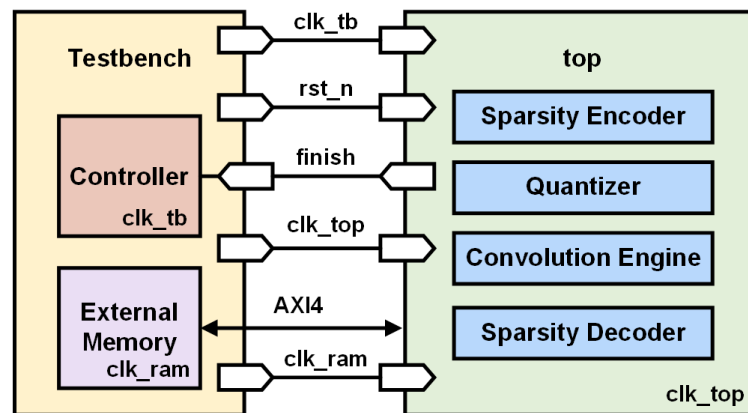 Testbench
Controller
clk_tb
External
Memory
clk_ram
clk_tb
rst_n
finish
clk_top
AXI4
clk_ram
top
Sparsity Encoder
Quantizer
Convolution Engine
Sparsity Decoder
clk_top